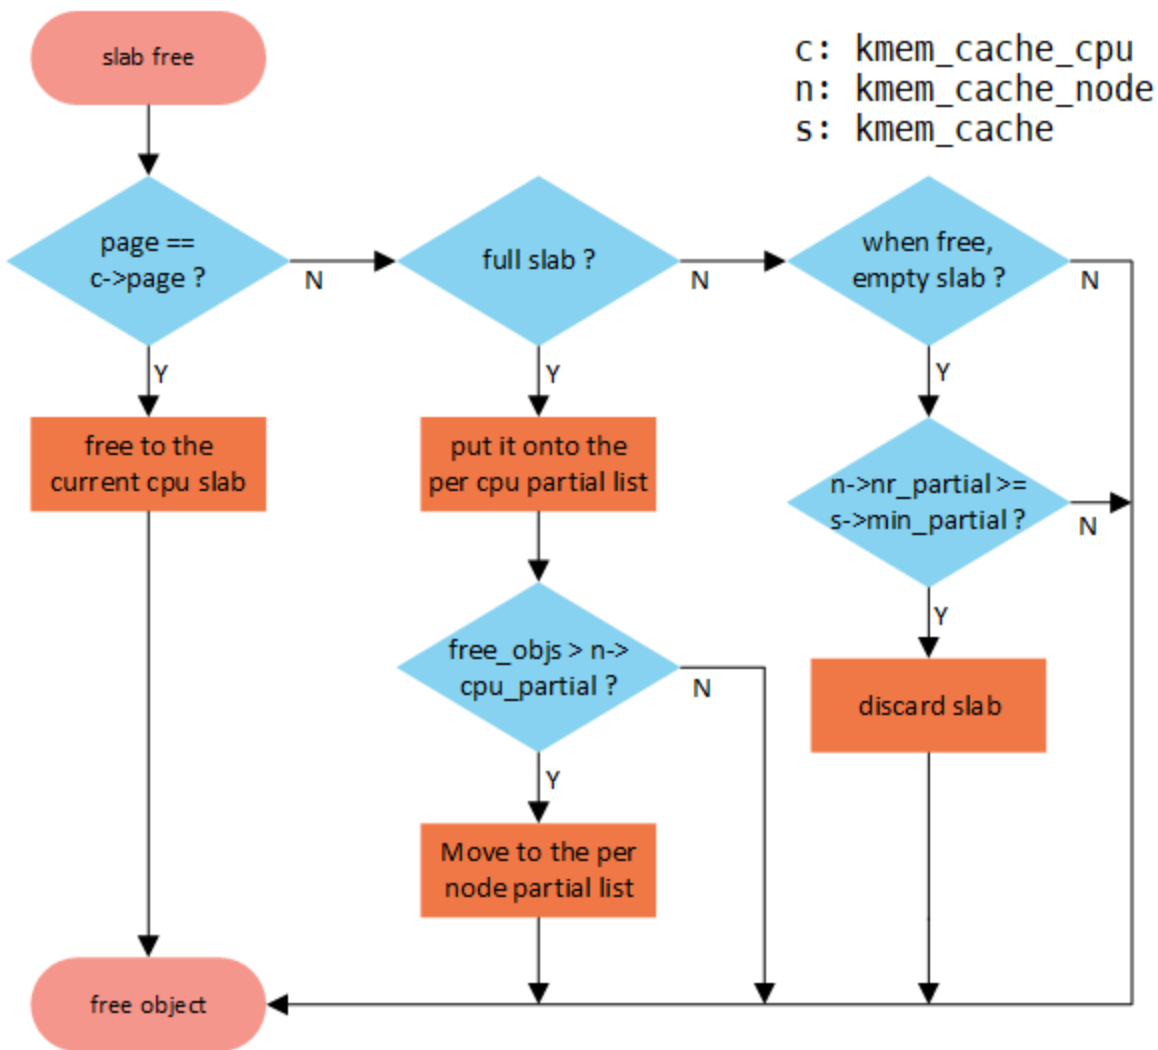 slab free
c: kmem_cache_cpu
n: kmem_cache_node
s: kmem_cache
page ==
c->page ?
N
full slab ?
N
when free,
empty slab ?
N
Y
Y
Y
free to the
current cpu slab
put it onto the
per cpu partial list
n->nr_partial >=
s->min_partial ?
N
Y
free_objs > n->
cpu_partial ?
N
discard slab
Y
Move to the per
node partial list
free object